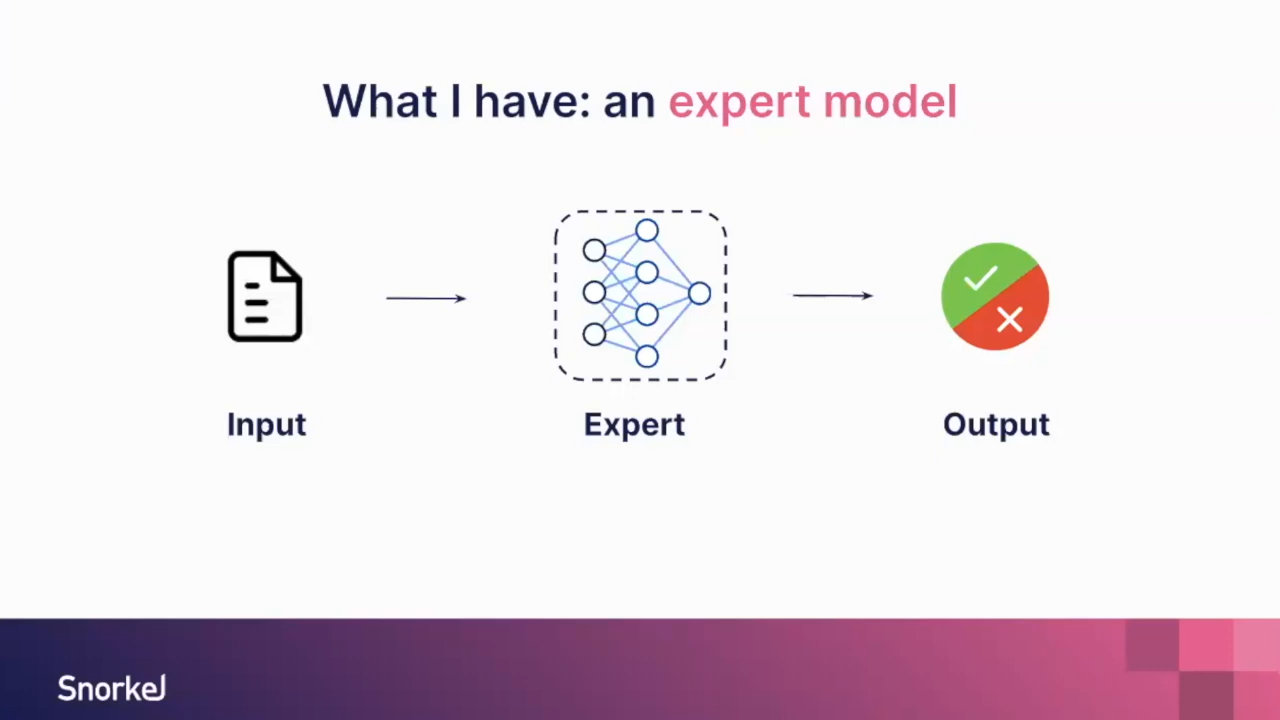 What I have: an expert model
Input
Expert
Output
Snorkel